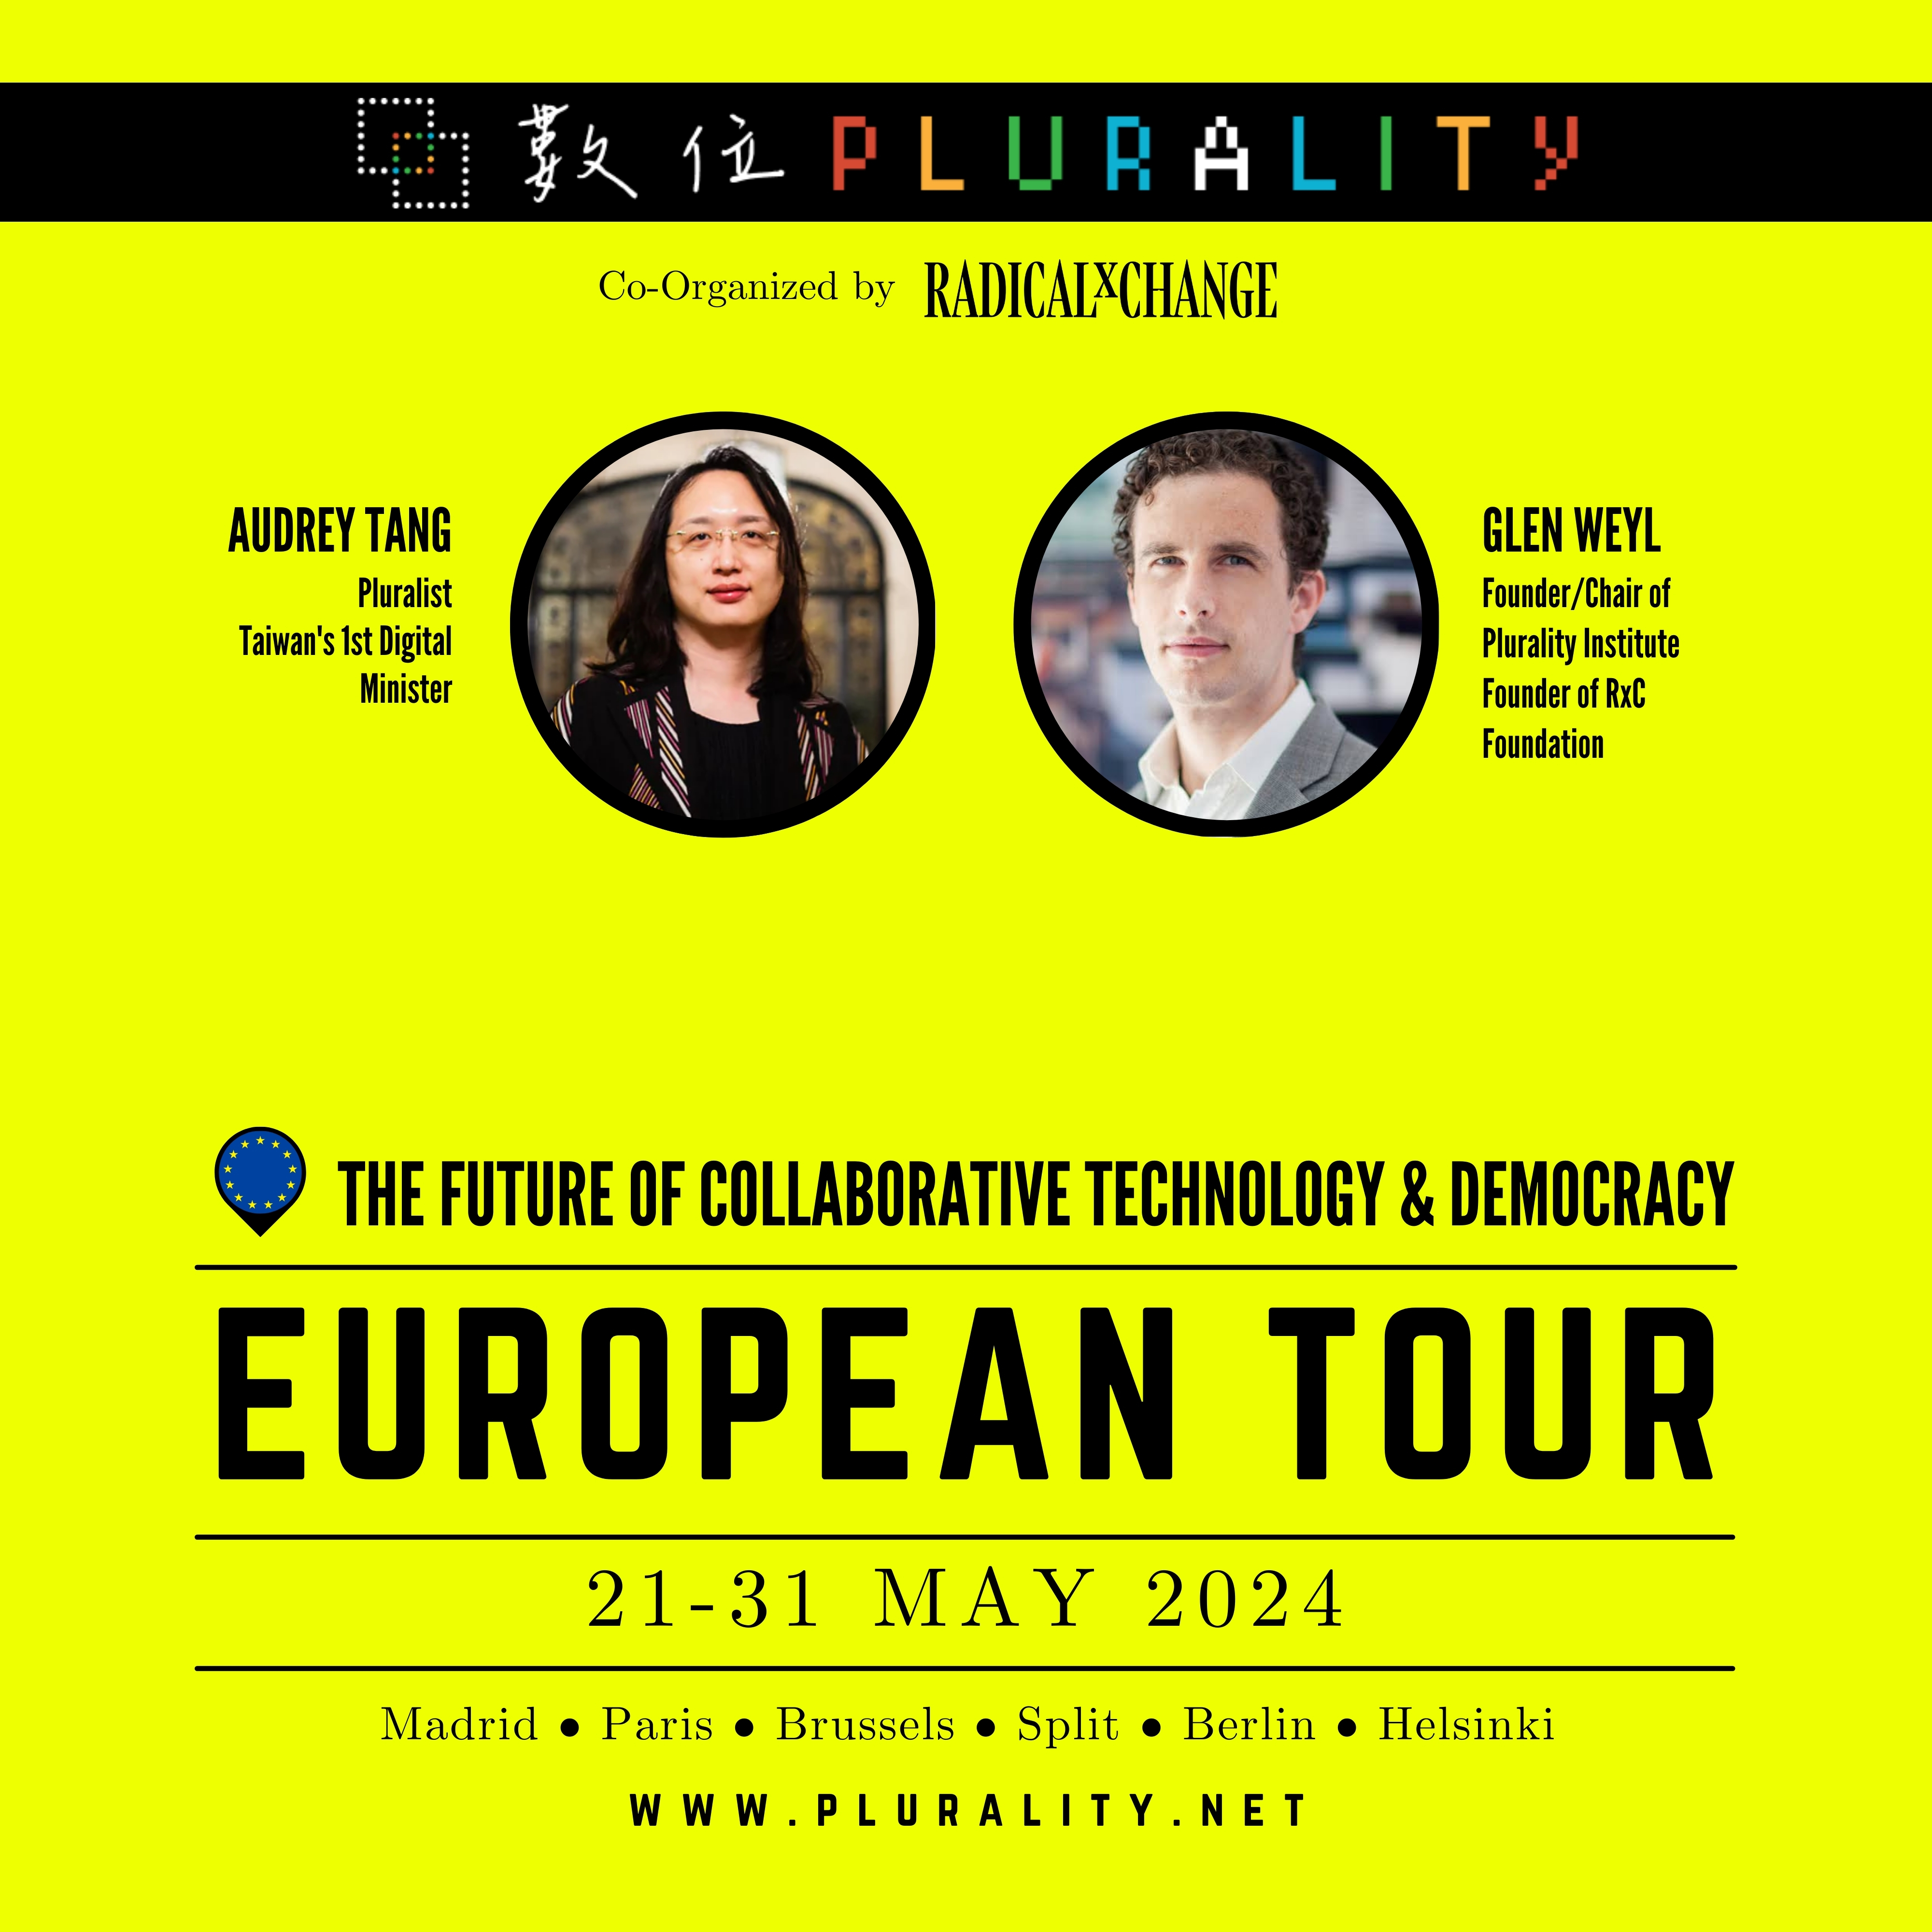 數位 PLURALITY
Co-Organized by RADICALXCHANGE
AUDREY TANG
Pluralist
Taiwan's 1st Digital
Minister
GLEN WEYL
Founder/Chair of
Plurality Institute
Founder of RxC
Foundation
THE FUTURE OF COLLABORATIVE TECHNOLOGY & DEMOCRACY
EUROPEAN TOUR
21-31 MAY 2024
Madrid ● Paris ● Brussels ● Split ● Berlin ● Helsinki
WWW.PLURALITY.NET